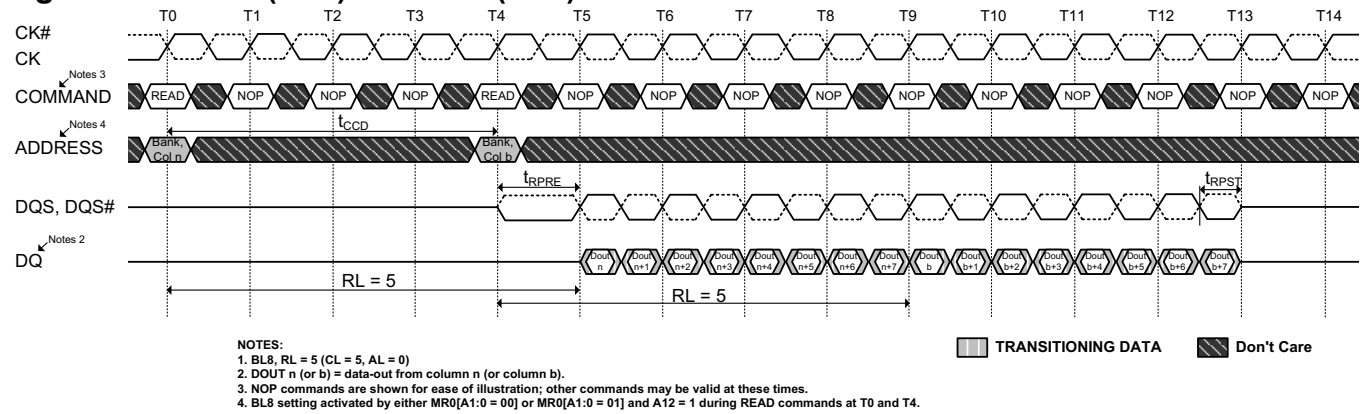 T0 T1 T2 T3 T4 T5 T6 T7 T8 T9 T10 T11 T12 T13 T14
CK#
CK
Notes 3
COMMAND READ NOP NOP NOP READ NOP NOP NOP NOP NOP NOP NOP NOP NOP NOP
tCCD
Notes 4
ADDRESS Bank, Col n Bank, Col b
tRPRE tRPST
DQS, DQS#
Notes 2
DQ Dout n Dout n+1 Dout n+2 Dout n+3 Dout n+4 Dout n+5 Dout n+6 Dout n+7 Dout b Dout b+1 Dout b+2 Dout b+3 Dout b+4 Dout b+5 Dout b+6 Dout b+7
RL = 5
RL = 5
NOTES:
1. BL8, RL = 5 (CL = 5, AL = 0)
2. DOUT n (or b) = data-out from column n (or column b).
3. NOP commands are shown for ease of illustration; other commands may be valid at these times.
4. BL8 setting activated by either MR0[A1:0 = 00] or MR0[A1:0 = 01] and A12 = 1 during READ commands at T0 and T4.
TRANSITIONING DATA
Don't Care